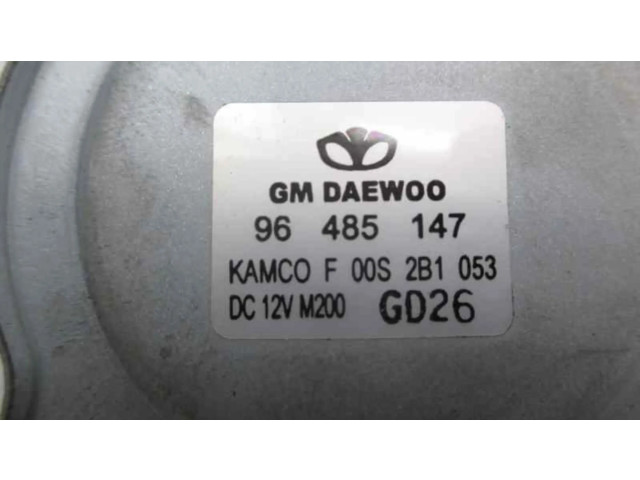 GM DAEWOO
96 485 147
KAMCO F 00S 2B1 053
DC 12V M200 GD26